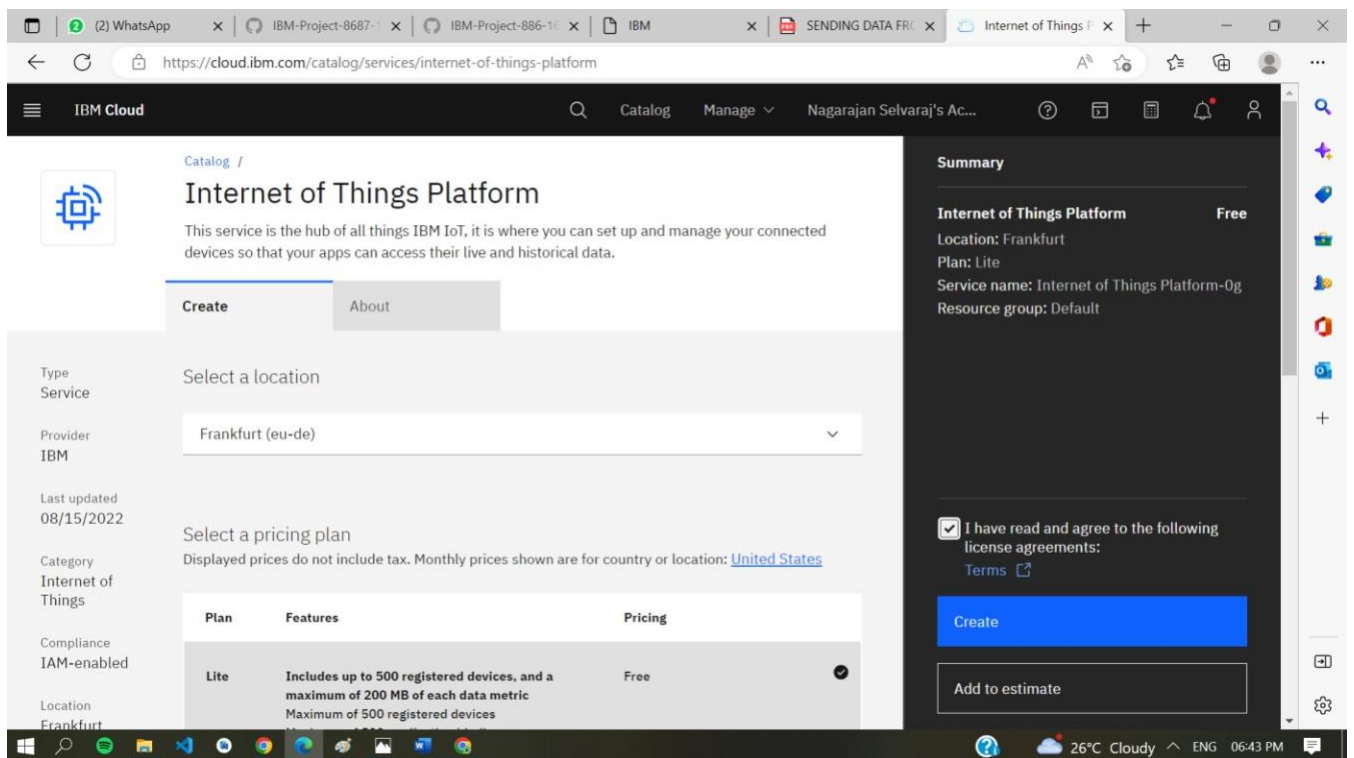 (2) WhatsApp
IBM-Project-8687-1
IBM-Project-886-16
IBM
SENDING DATA FRO
Internet of Things P
https://cloud.ibm.com/catalog/services/internet-of-things-platform
IBM Cloud
Catalog
Manage
Nagarajan Selvaraj's Ac...
Catalog /
Internet of Things Platform
This service is the hub of all things IBM IoT, it is where you can set up and manage your connected
devices so that your apps can access their live and historical data.
Create
About
Type
Service
Provider
IBM
Last updated
08/15/2022
Category
Internet of
Things
Compliance
IAM-enabled
Location
Frankfurt
Select a location
Frankfurt (eu-de)
Select a pricing plan
Displayed prices do not include tax. Monthly prices shown are for country or location: United States
Plan Features Pricing
Lite Includes up to 500 registered devices, and a Free
maximum of 200 MB of each data metric
Maximum of 500 registered devices
Summary
Internet of Things Platform Free
Location: Frankfurt
Plan: Lite
Service name: Internet of Things Platform-0g
Resource group: Default
I have read and agree to the following
license agreements:
Terms
Create
Add to estimate
26°C Cloudy ENG 06:43 PM